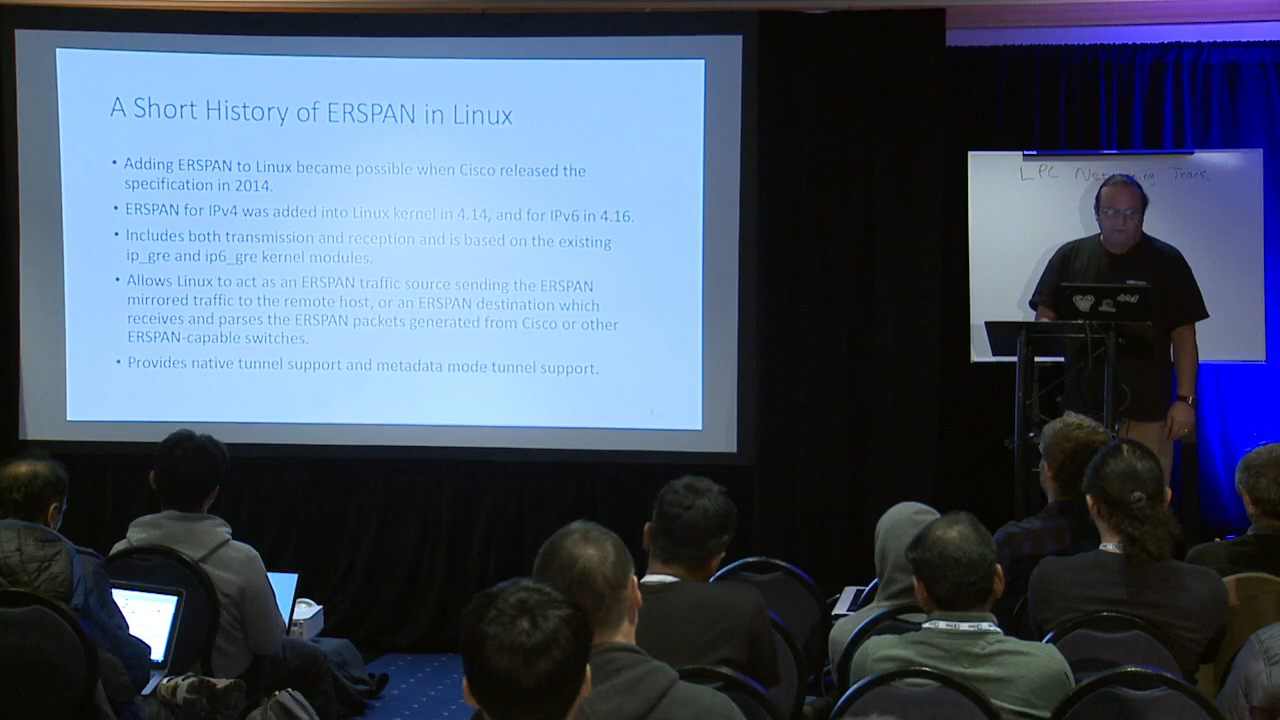 A Short History of ERSPAN in Linux
• Adding ERSPAN to Linux became possible when Cisco released the
specification in 2014.
• ERSPAN for IPv4 was added into Linux kernel in 4.14, and for IPv6 in 4.16.
• Includes both transmission and reception and is based on the existing
ip_gre and ip6_gre kernel modules.
• Allows Linux to act as an ERSPAN traffic source sending the ERSPAN
mirrored traffic to the remote host, or an ERSPAN destination which
receives and parses the ERSPAN packets generated from Cisco or other
ERSPAN-capable switches.
• Provides native tunnel support and metadata mode tunnel support.
LPC Networking Track